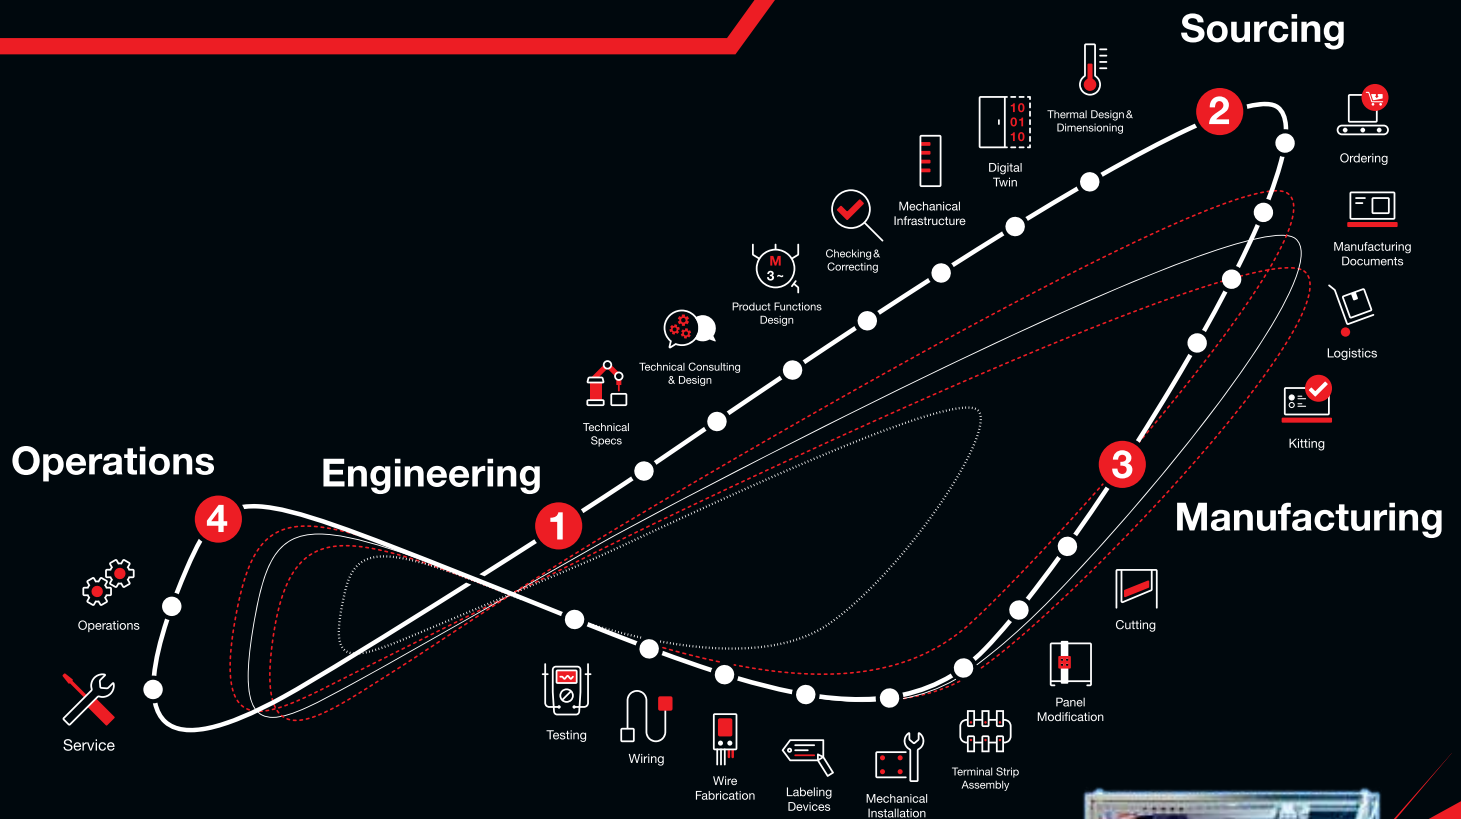 Sourcing
2
Thermal Design &
Dimensioning
10
01
10
Digital
Twin
Ordering
Mechanical
Infrastructure
Manufacturing
Documents
Checking &
Correcting
M
3~
Product Functions
Design
Logistics
Technical Consulting
& Design
Kitting
Technical
Specs
Operations
Engineering
3
4
1
Manufacturing
Operations
Cutting
Service
Testing
Wiring
Wire
Fabrication
Labeling
Devices
Mechanical
Installation
Terminal Strip
Assembly
Panel
Modification